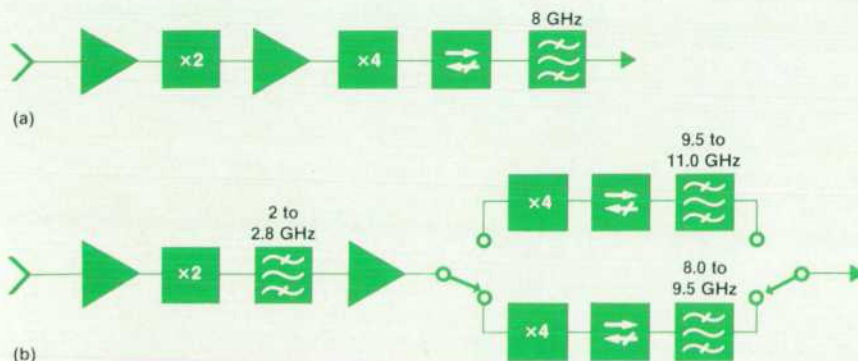 8 GHz
×2
×4
(a)
9.5 to
11.0 GHz
×4
2 to
2.8 GHz
×2
8.0 to
9.5 GHz
×4
(b)